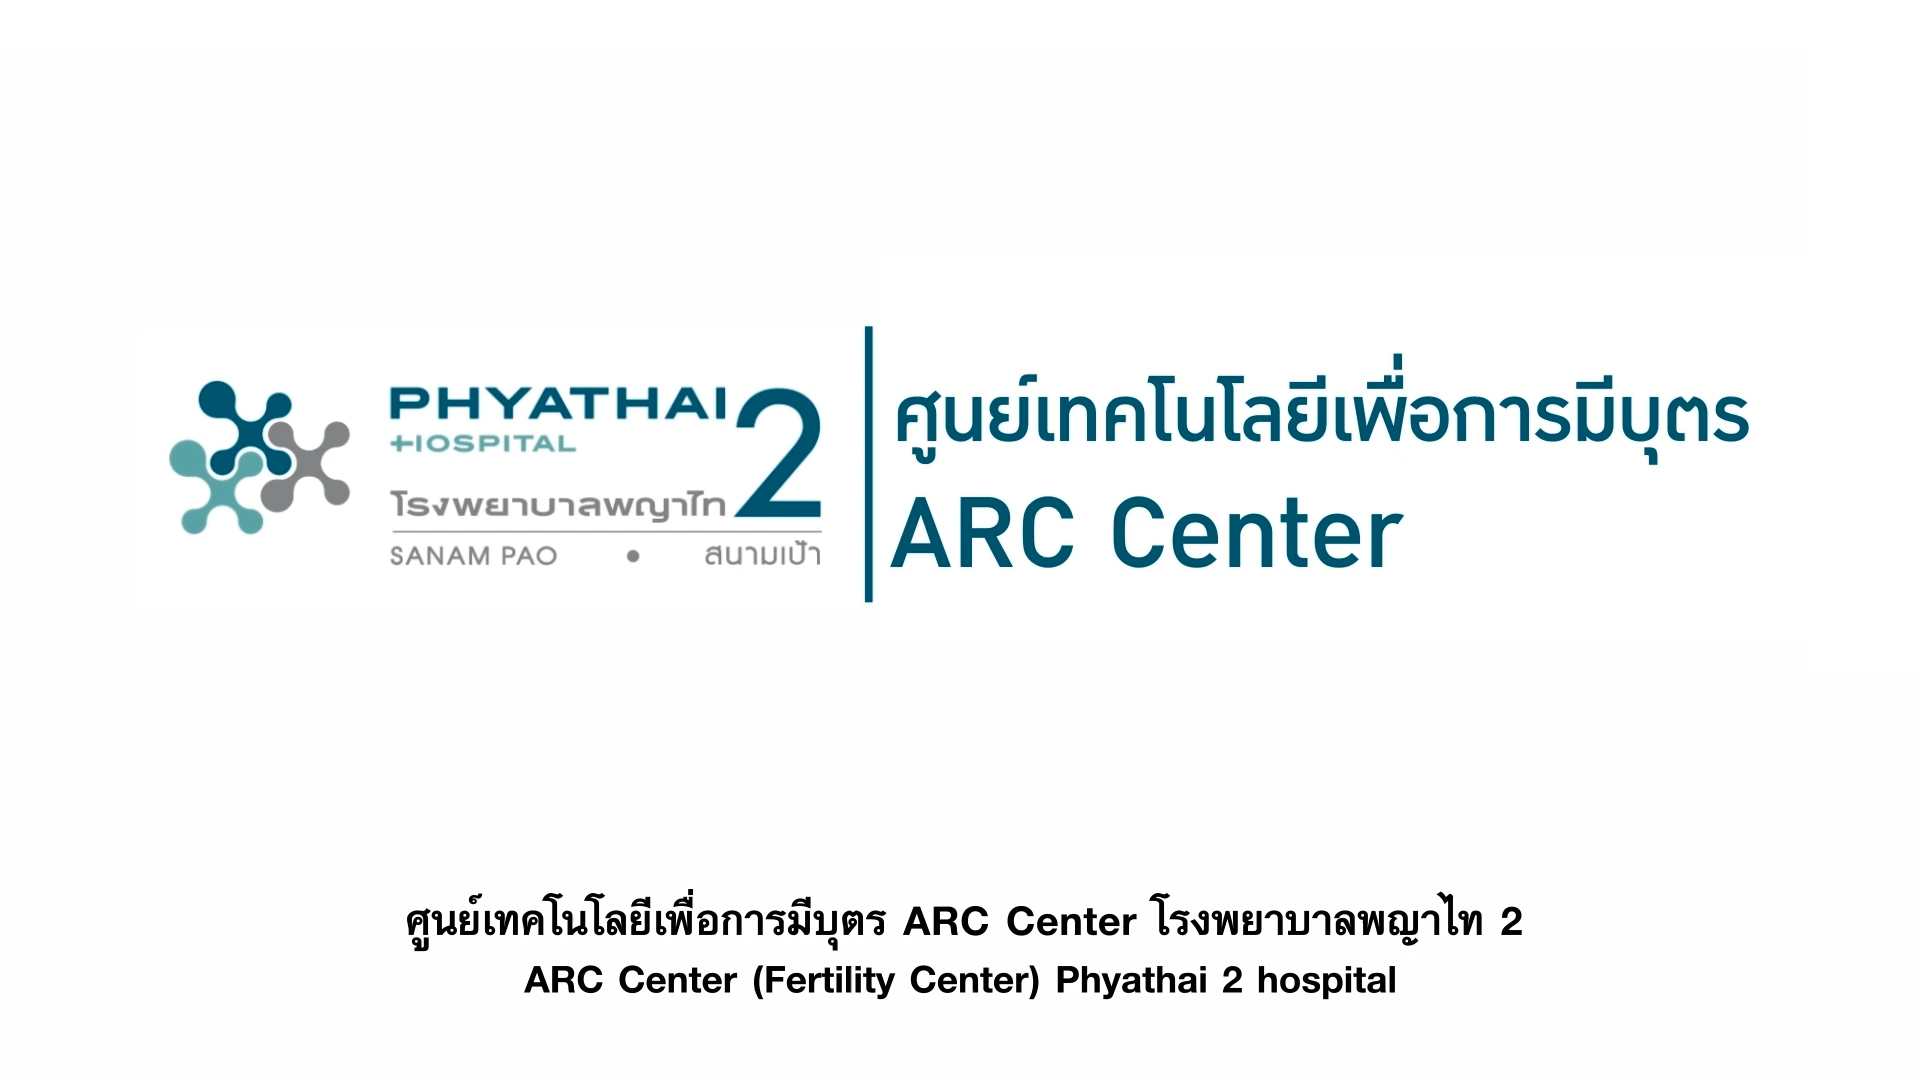 PHYATHAI 2
HOSPITAL
โรงพยาบาลพญาไท
SANAM PAO • สนามเป้า
ศูนย์เทคโนโลยีเพื่อการมีบุตร
ARC Center
ศูนย์เทคโนโลยีเพื่อการมีบุตร ARC Center โรงพยาบาลพญาไท 2
ARC Center (Fertility Center) Phyathai 2 hospital